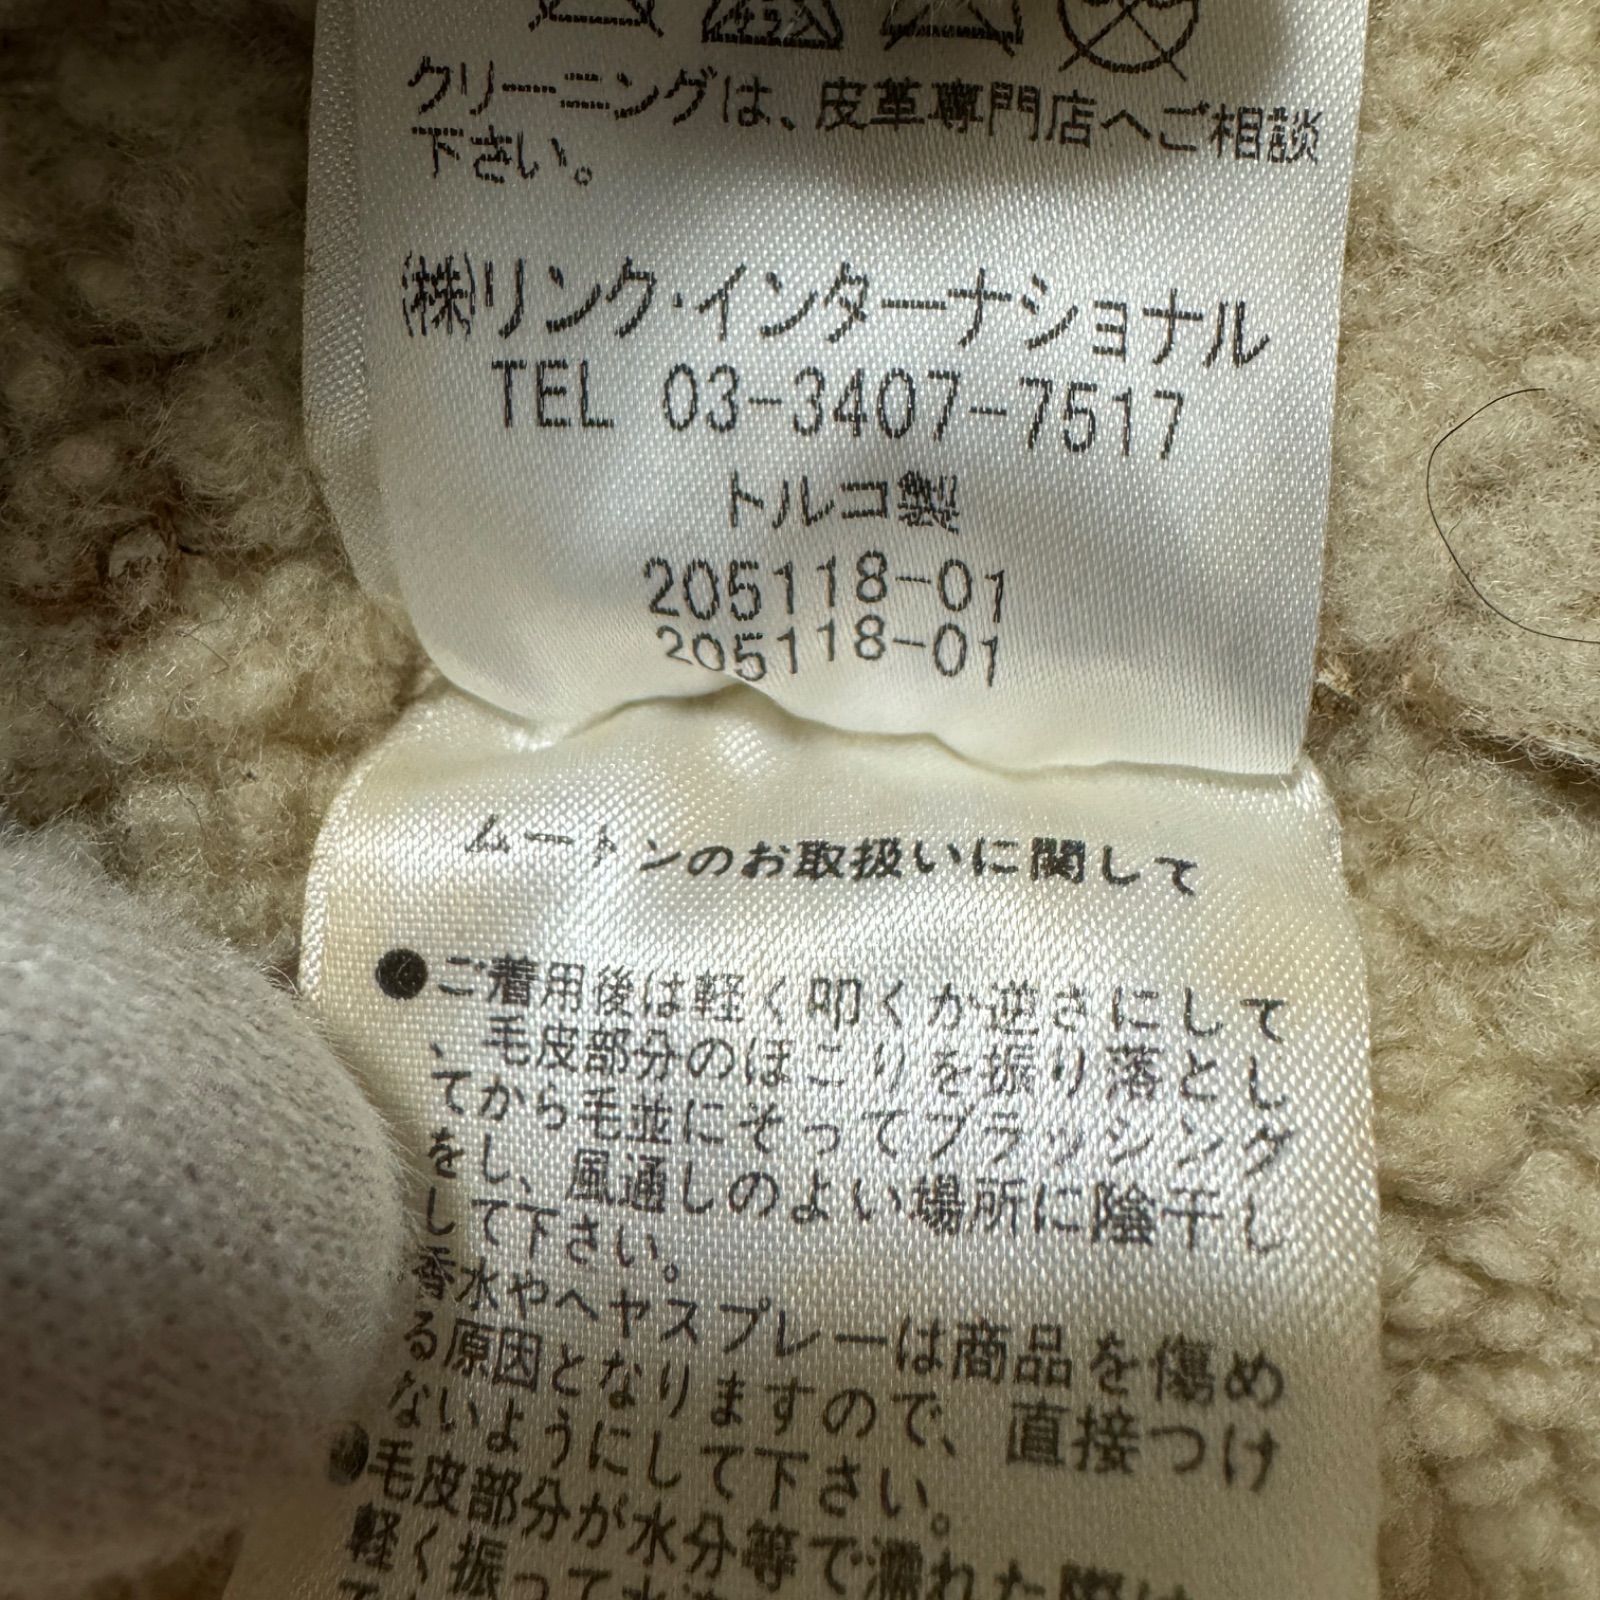 クリーニングは、皮革専門店へご相談
下さい。
㈱リンク・インターナショナル
TEL 03-3407-7517
トルコ製
205118-01
205118-01
ムートンのお取扱いに関して
●ご着用後は軽く叩くか逆さにして
毛皮部分のほこりを振り落とし
てから毛並にそってブラッシング
をし、風通しのよい場所に陰干し
して下さい。
香水やヘヤスプレーは商品を傷め
る原因となりますので、直接つけ
ないようにして下さい。
●毛皮部分が水分等で濡れた際は
軽く振って水